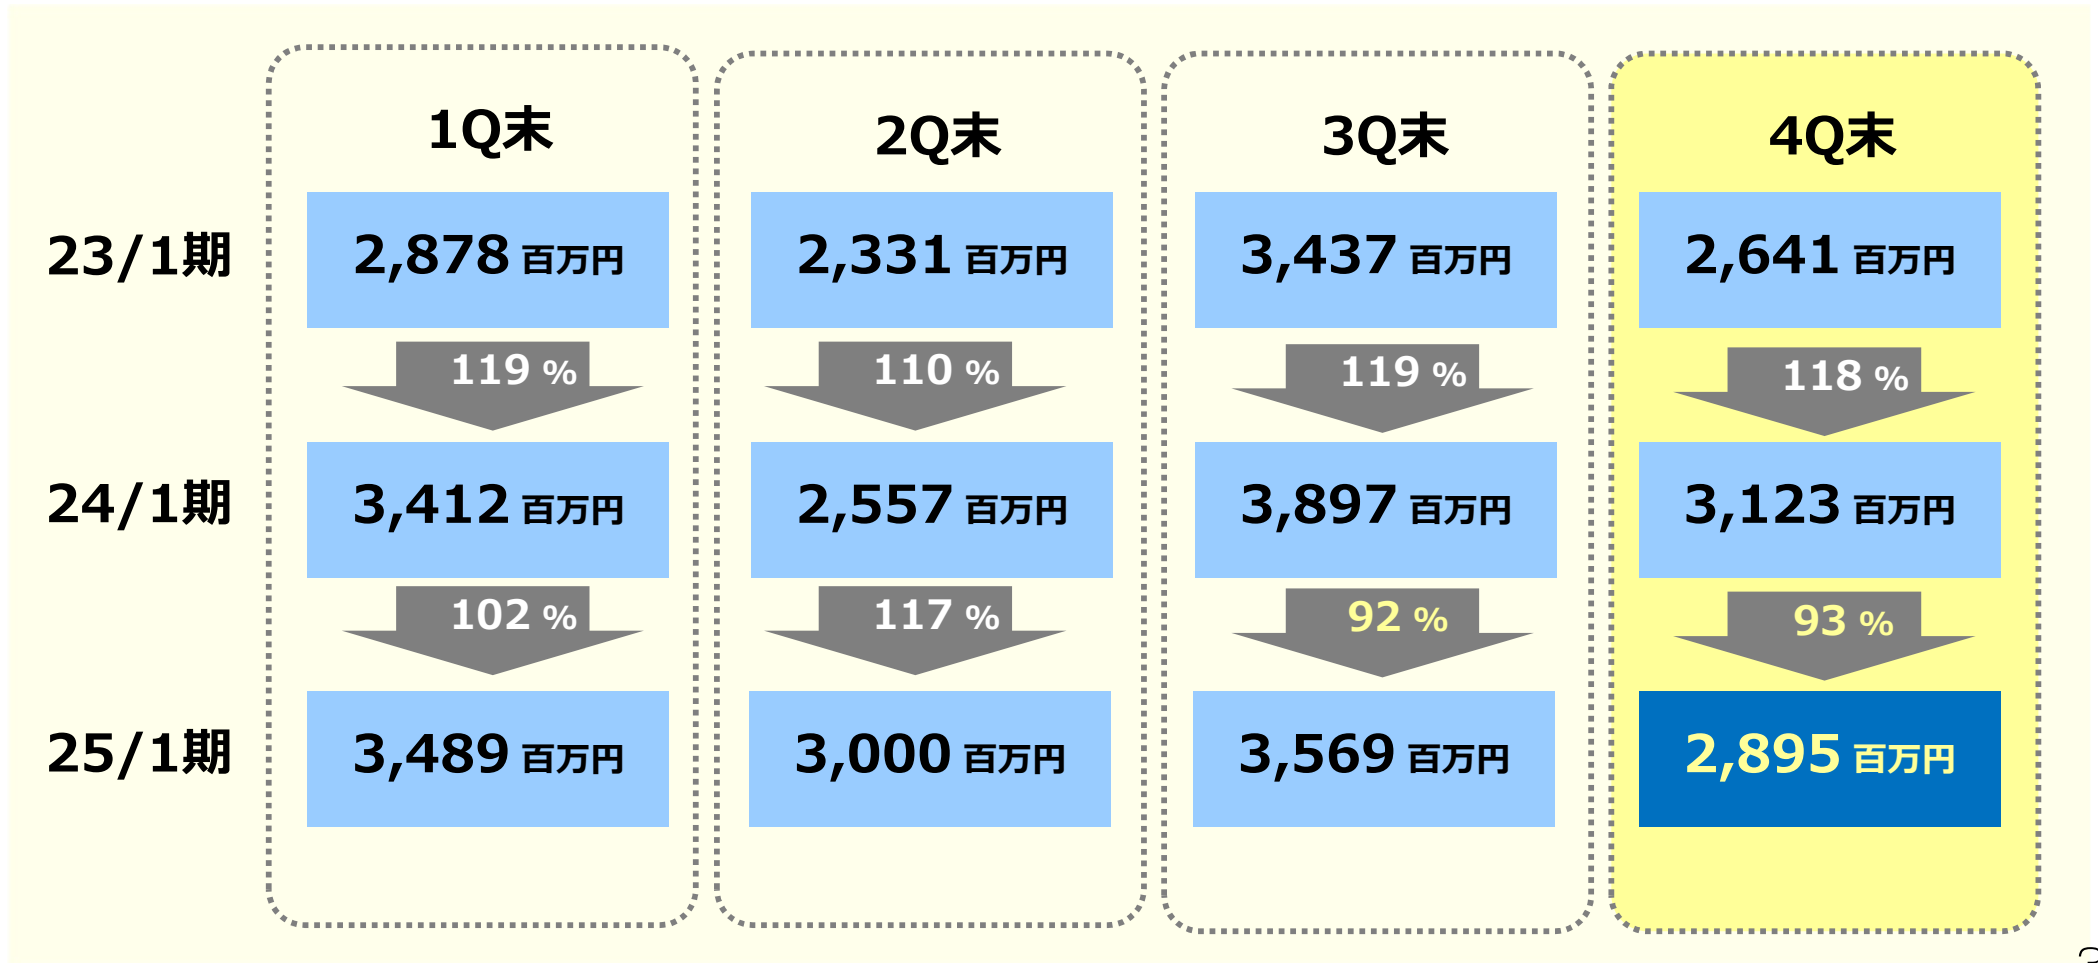 1Q末 2Q末 3Q末 4Q末
23/1期 2,878 百万円 2,331 百万円 3,437 百万円 2,641 百万円
119 % 110 % 119 % 118 %
24/1期 3,412 百万円 2,557 百万円 3,897 百万円 3,123 百万円
102 % 117 % 92 % 93 %
25/1期 3,489 百万円 3,000 百万円 3,569 百万円 2,895 百万円